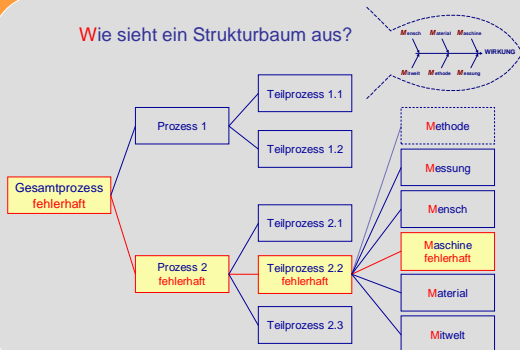 Wie sieht ein Strukturbaum aus?
Mensch Material Maschine
WIRKUNG
Mitwelt Methode Messung
Teilprozess 1.1
Prozess 1
Teilprozess 1.2
Gesamtprozess
fehlerhaft
Teilprozess 2.1
Prozess 2
fehlerhaft
Teilprozess 2.2
fehlerhaft
Teilprozess 2.3
Methode
Messung
Mensch
Maschine
fehlerhaft
Material
Mitwelt